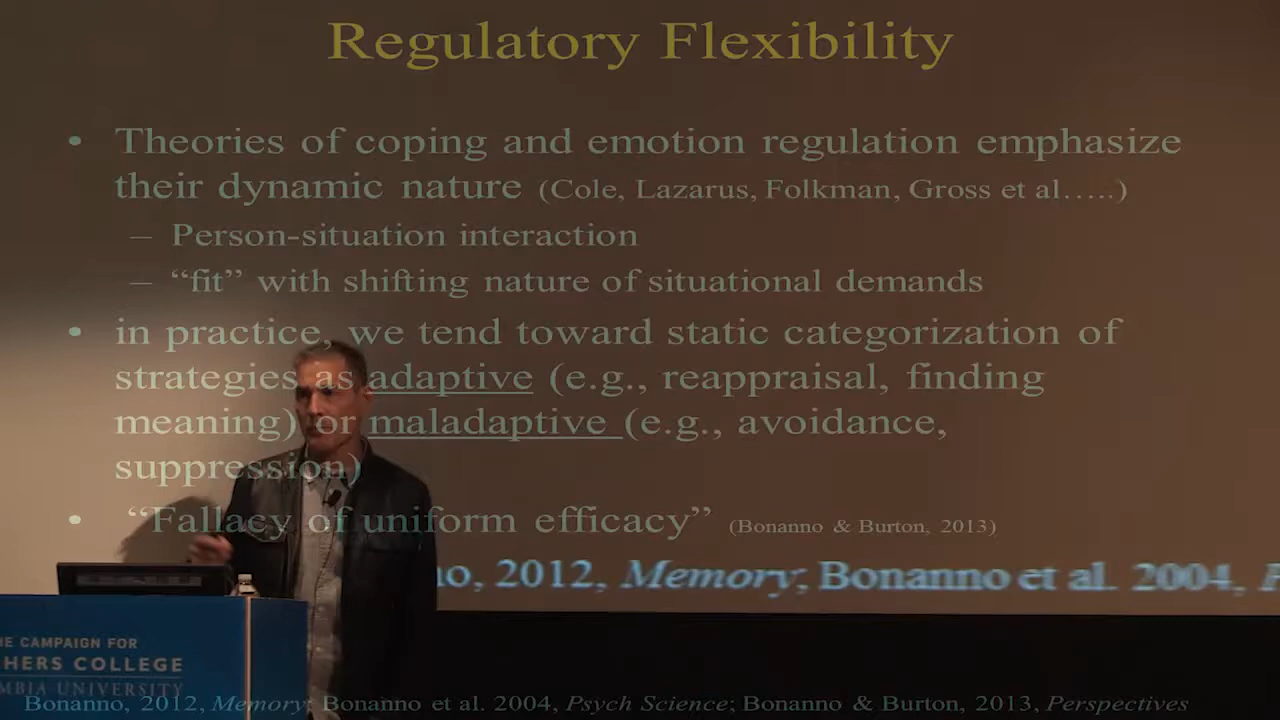 Regulatory Flexibility
• Theories of coping and emotion regulation emphasize
their dynamic nature (Cole, Lazarus, Folkman, Gross et al…..)
– Person-situation interaction
– “fit” with shifting nature of situational demands
• in practice, we tend toward static categorization of
strategies as adaptive (e.g., reappraisal, finding
meaning) or maladaptive (e.g., avoidance,
suppression)
• “Fallacy of uniform efficacy” (Bonanno & Burton, 2013)
no, 2012, Memory; Bonanno et al. 2004, P
HE CAMPAIGN FOR
HERS COLLEGE
MBIA UNIVERSITY
Bonanno, 2012, Memory; Bonanno et al. 2004, Psych Science; Bonanno & Burton, 2013, Perspectives